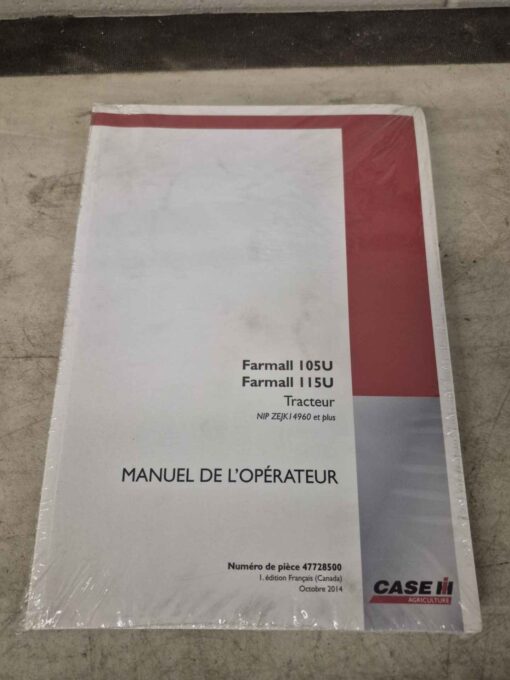 Farmall 105U
Farmall 115U
Tracteur
NIP ZEJK14960 et plus
MANUEL DE L'OPÉRATEUR
Numéro de pièce 47728500
1. édition Français (Canada)
Octobre 2014
CASE IH
AGRICULTURE